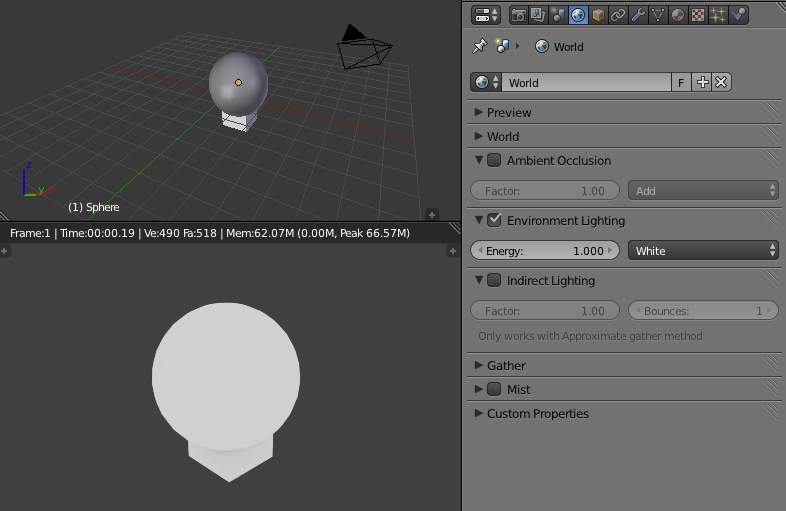 z
y
(1) Sphere
Frame:1 | Time:00:00.19 | Ve:490 Fa:518 | Mem:62.07M (0.00M, Peak 66.57M)
World
World F
Preview
World
Ambient Occlusion
Factor: 1.00 Add
Environment Lighting
Energy: 1.000 White
Indirect Lighting
Factor: 1.00 Bounces: 1
Only works with Approximate gather method
Gather
Mist
Custom Properties